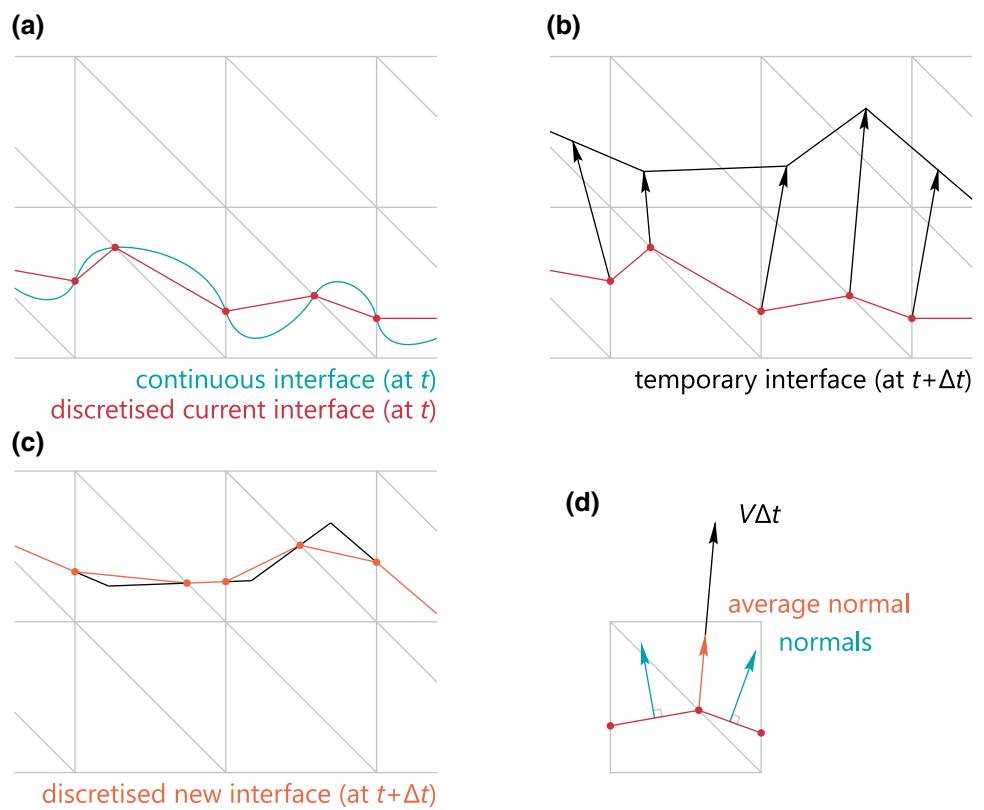 (a)
continuous interface (at t)
discretised current interface (at t)
(b)
temporary interface (at t+Δt)
(c)
discretised new interface (at t+Δt)
(d)
VΔt
average normal
normals